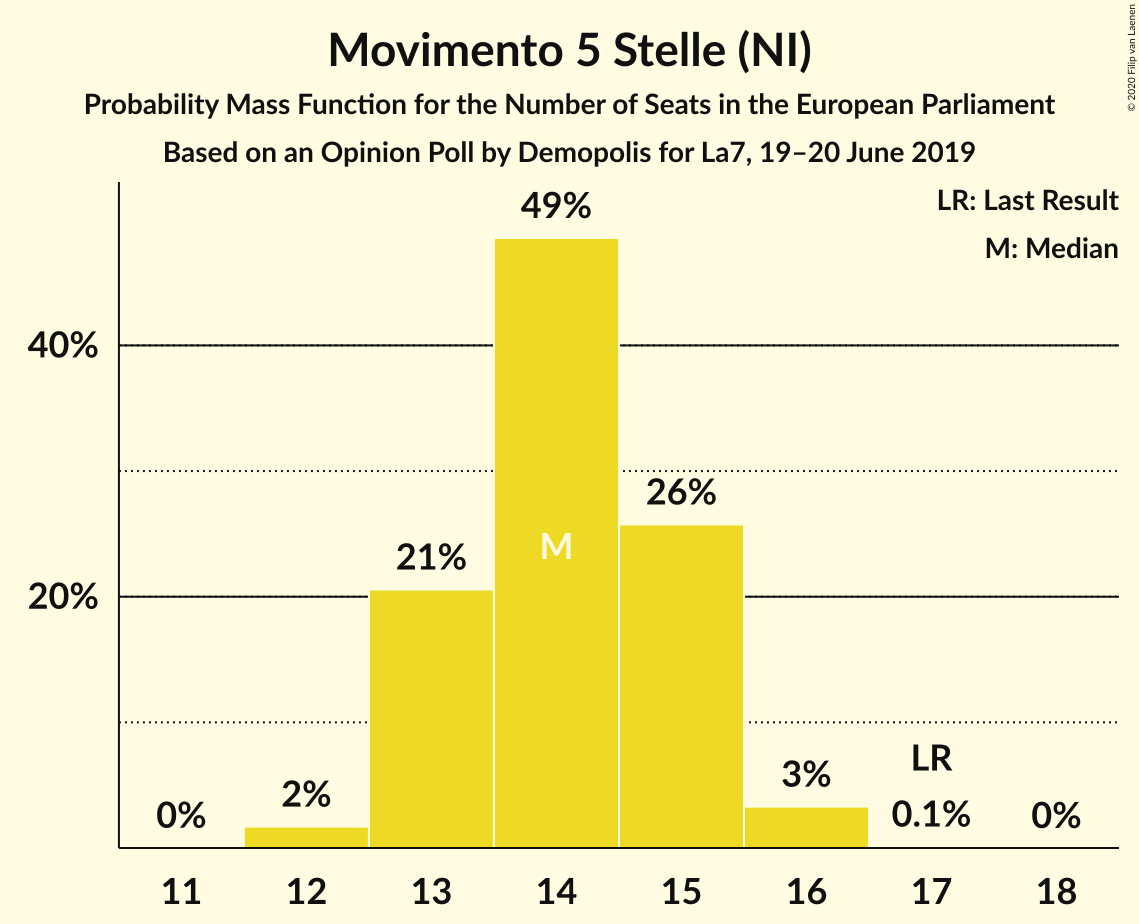 Movimento 5 Stelle (NI)
Probability Mass Function for the Number of Seats in the European Parliament
Based on an Opinion Poll by Demopolis for La7, 19–20 June 2019
© 2020 Filip van Laenen
LR: Last Result
M: Median
49%
40%
26%
M
21%
20%
LR
3%
2%
0%
0.1%
0%
11 12 13 14 15 16 17 18